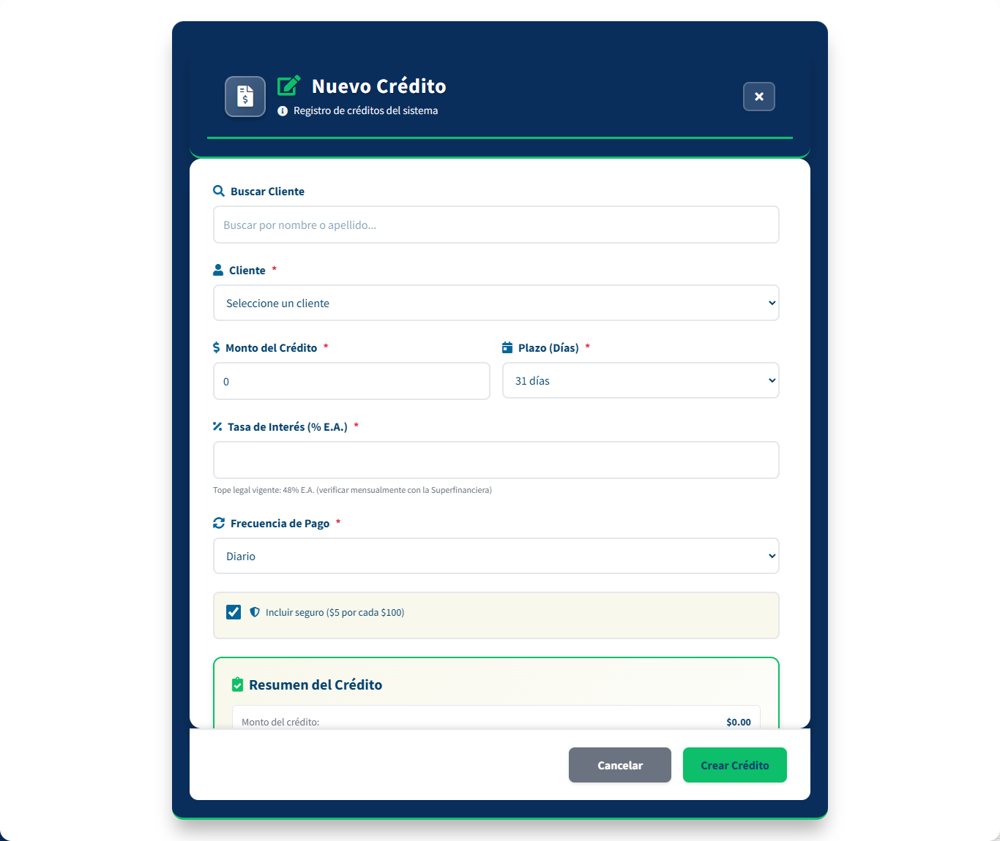 Nuevo Crédito
Registro de créditos del sistema
Buscar Cliente
Buscar por nombre o apellido...
Cliente *
Seleccione un cliente
Monto del Crédito *
Plazo (Días) *
0
31 días
Tasa de Interés (% E.A.) *
Tope legal vigente: 48% E.A. (verificar mensualmente con la Superfinanciera)
Frecuencia de Pago *
Diario
Incluir seguro ($5 por cada $100)
Resumen del Crédito
Monto del crédito: $0.00
Cancelar
Crear Crédito